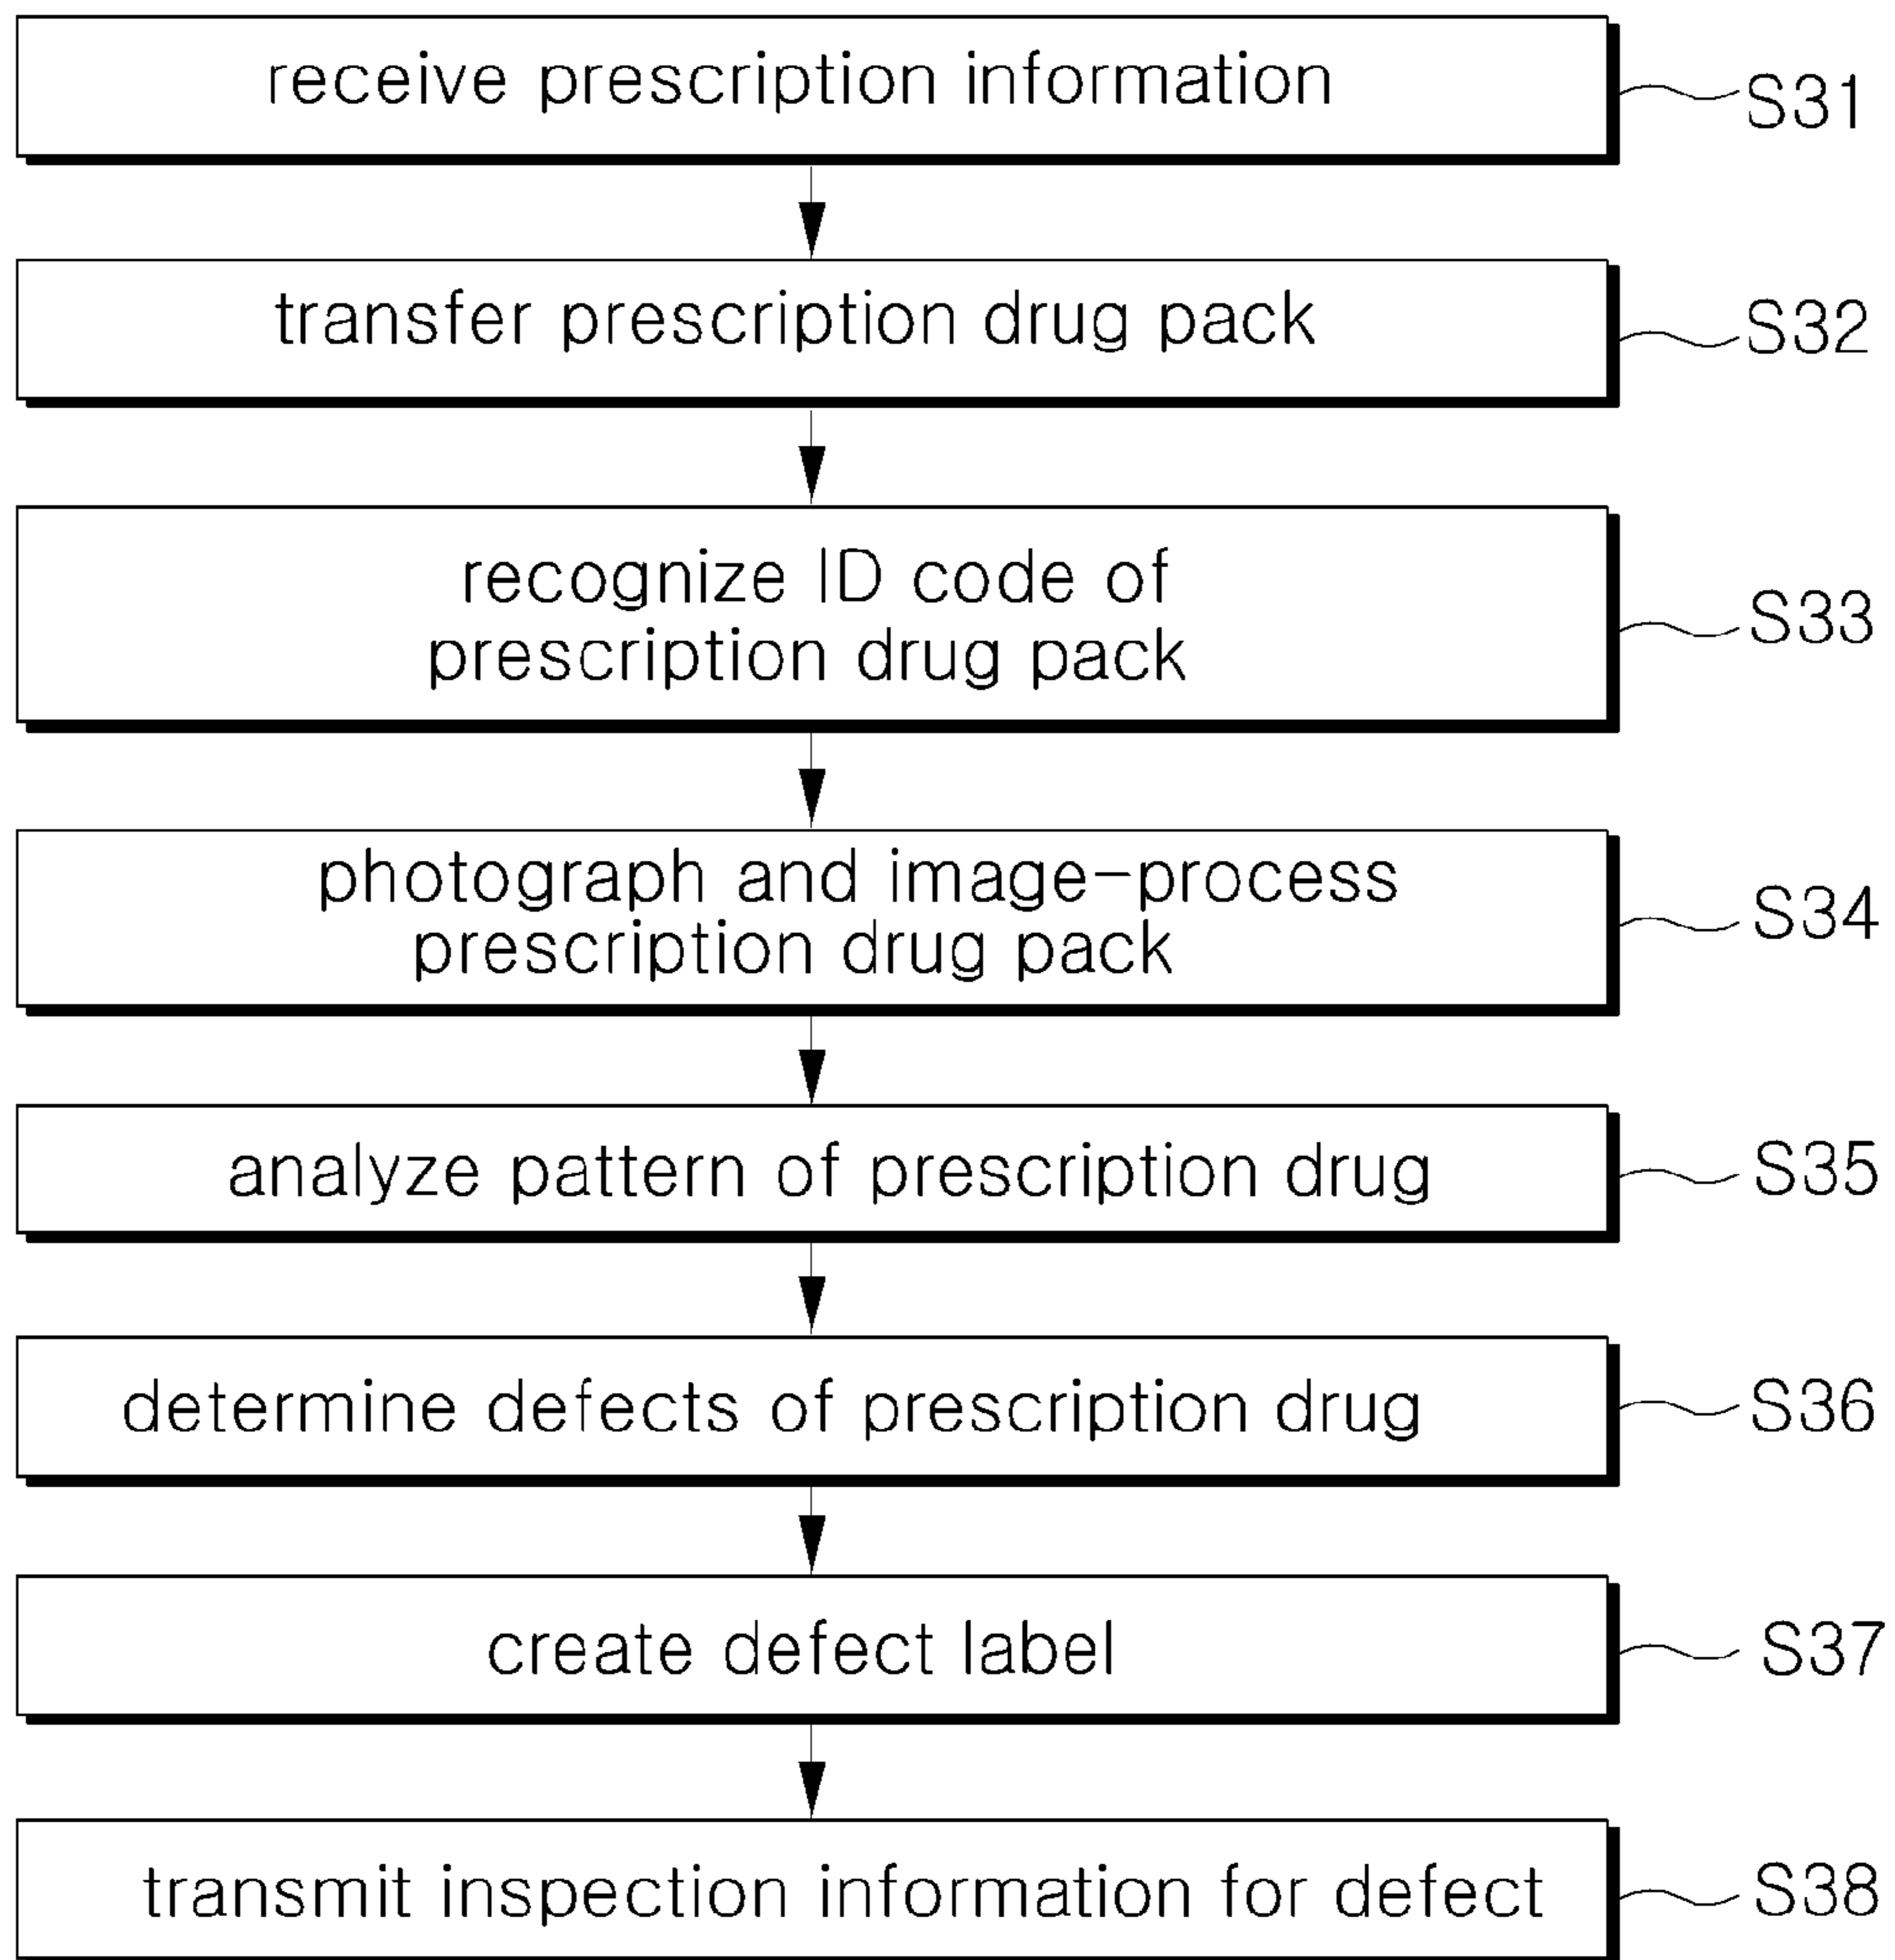 receive prescription information
S31
transfer prescription drug pack
S32
recognize ID code of
prescription drug pack
S33
photograph and image-process
prescription drug pack
S34
analyze pattern of prescription drug
S35
determine defects of prescription drug
S36
create defect label
S37
transmit inspection information for defect
S38